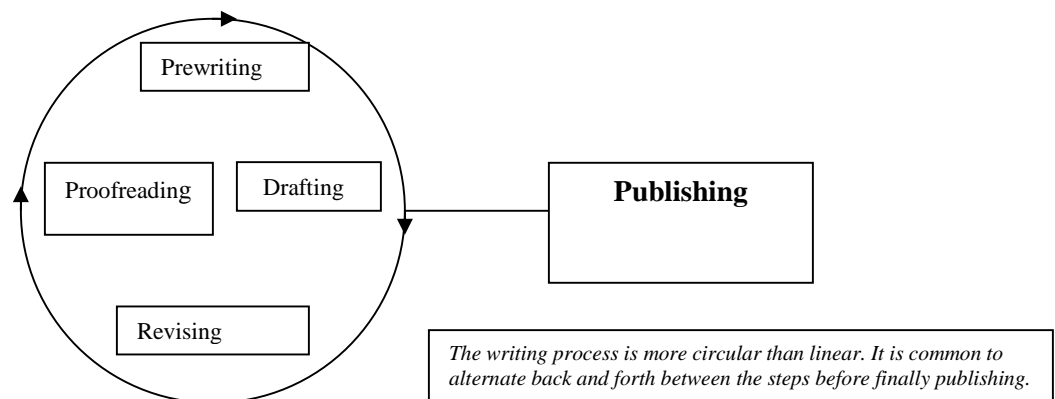 Prewriting
Proofreading
Drafting
Publishing
Revising
The writing process is more circular than linear. It is common to
alternate back and forth between the steps before finally publishing.